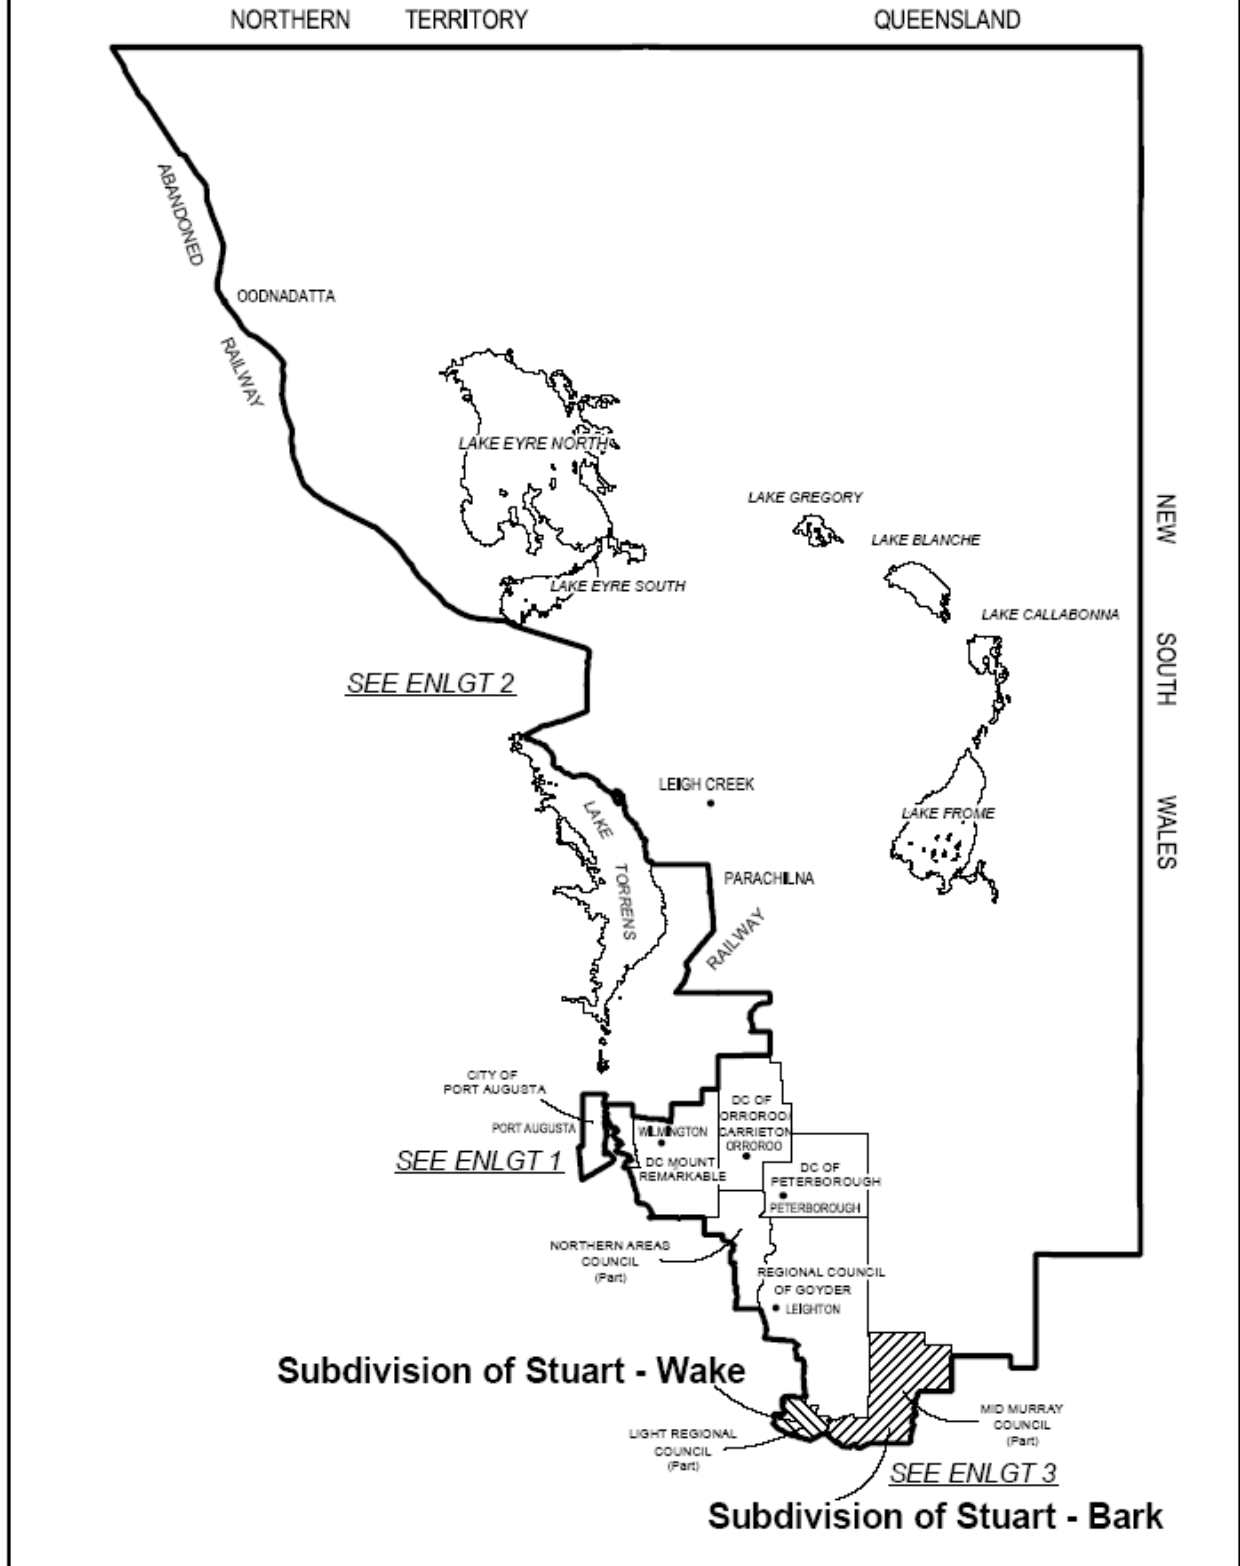 NORTHERN TERRITORY QUEENSLAND
ABANDONED
OODNADATTA
RAILWAY
LAKE EYRE NORTH
LAKE GREGORY
LAKE BLANCHE
LAKE EYRE SOUTH
LAKE CALLABONNA
NEW SOUTH WALES
SEE ENLGT 2
LEIGH CREEK
LAKE TORRENS
LAKE FROME
PARACHILNA
RAILWAY
CITY OF
PORT AUGUSTA
PORT AUGUSTA
SEE ENLGT 1
WILMINGTON
DC MOUNT
REMARKABLE
DC OF
ORROROO/
CARRIETON
ORROROO
DC OF
PETERBOROUGH
PETERBOROUGH
NORTHERN AREAS
COUNCIL
(Part)
REGIONAL COUNCIL
OF GOYDER
LEIGHTON
Subdivision of Stuart - Wake
LIGHT REGIONAL
COUNCIL
(Part)
MID MURRAY
COUNCIL
(Part)
SEE ENLGT 3
Subdivision of Stuart - Bark